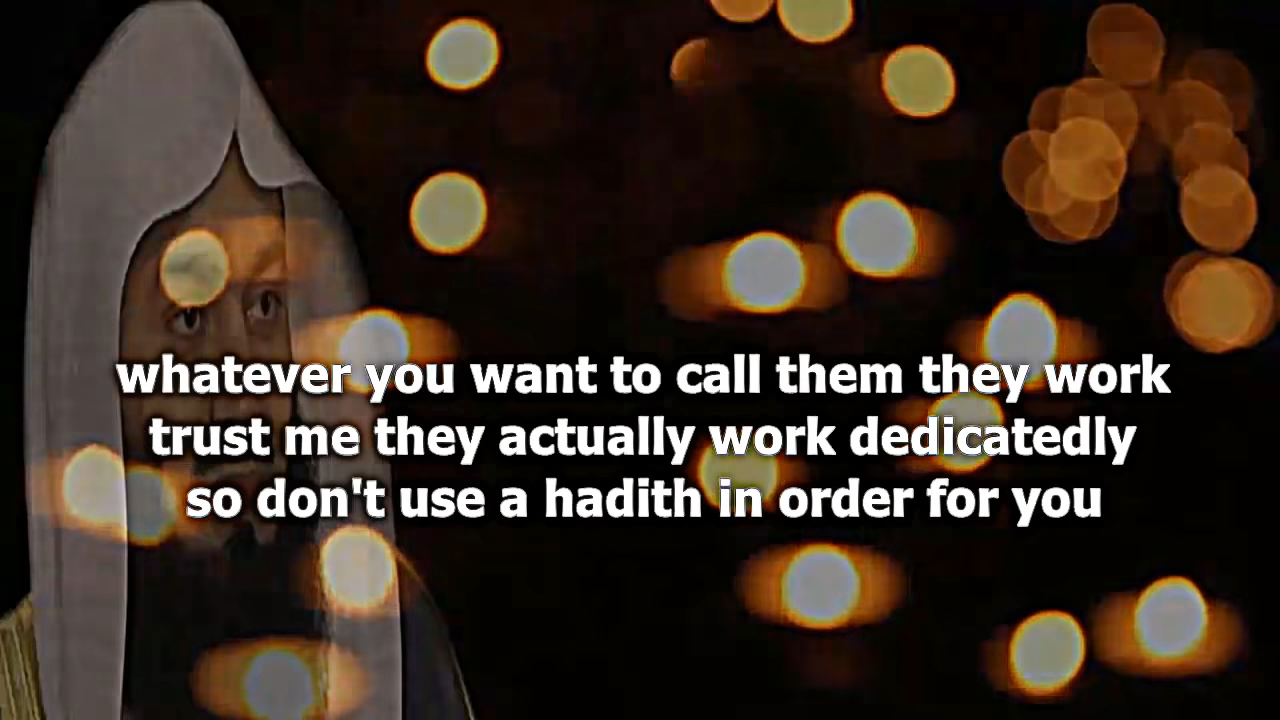 whatever you want to call them they work
trust me they actually work dedicatedly
so don't use a hadith in order for you